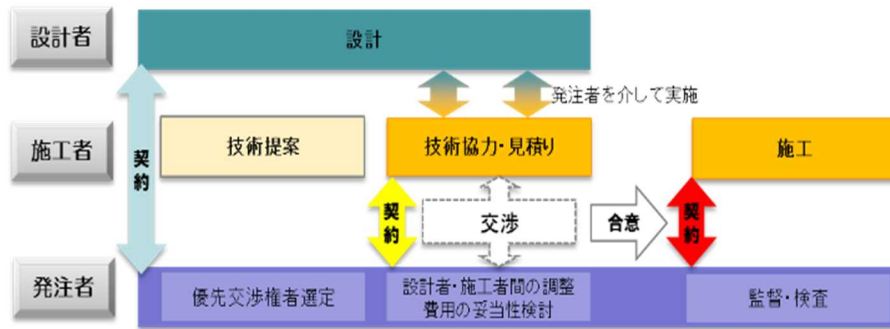 設計者
設計
発注者を介して実施
施工者
技術提案
技術協力・見積り
施工
契約
契約
交渉
合意
契約
発注者
優先交渉権者選定
設計者・施工者間の調整
費用の妥当性検討
監督・検査